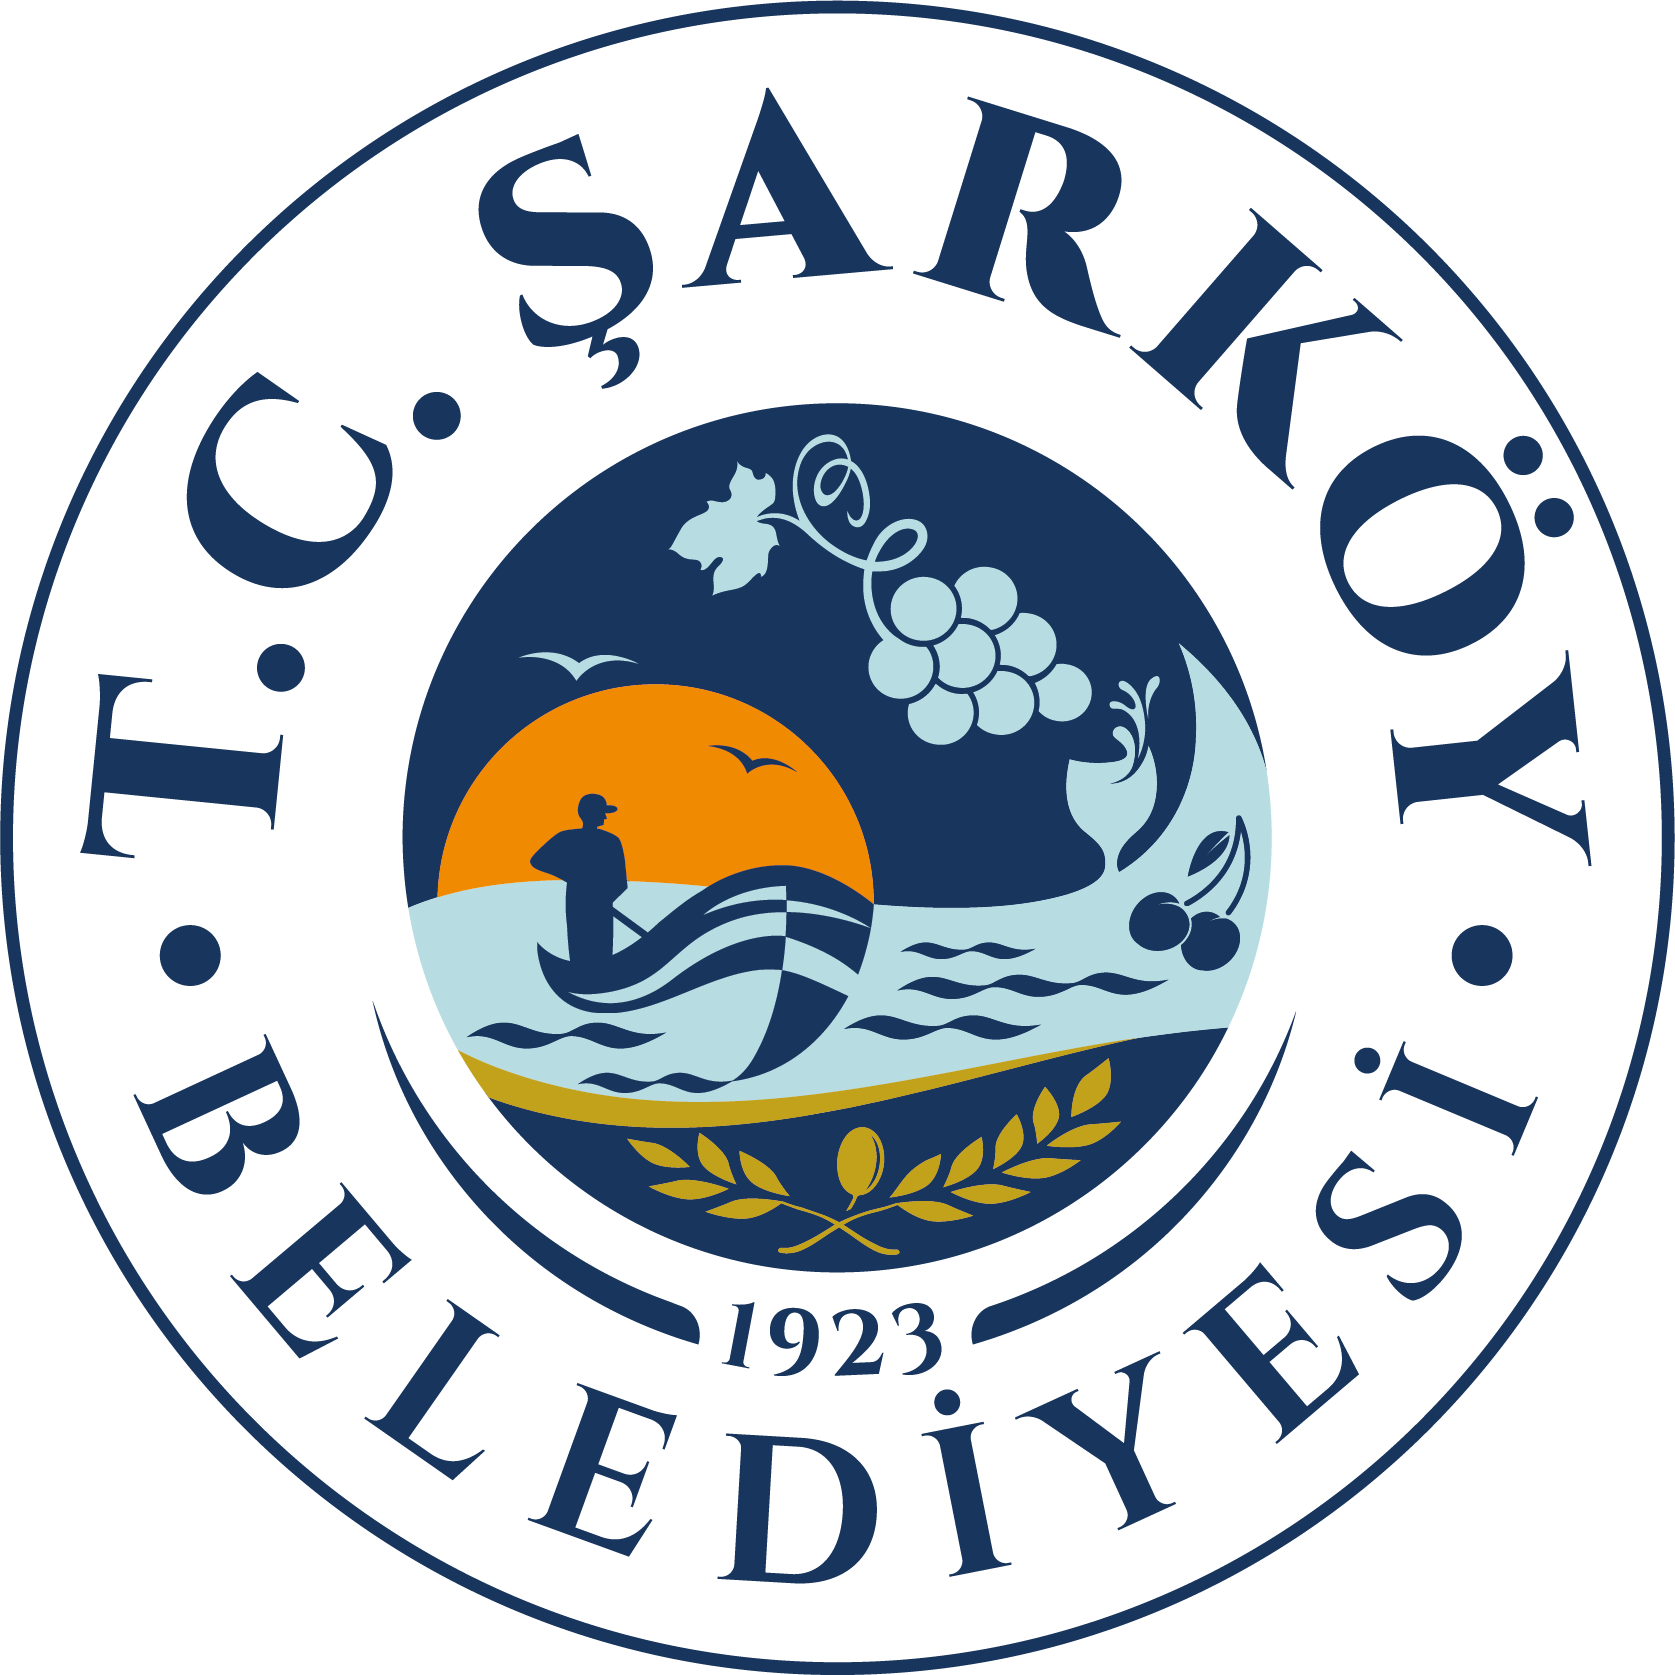 T.C. ŞARKÖY
BELEDİYESİ
1923